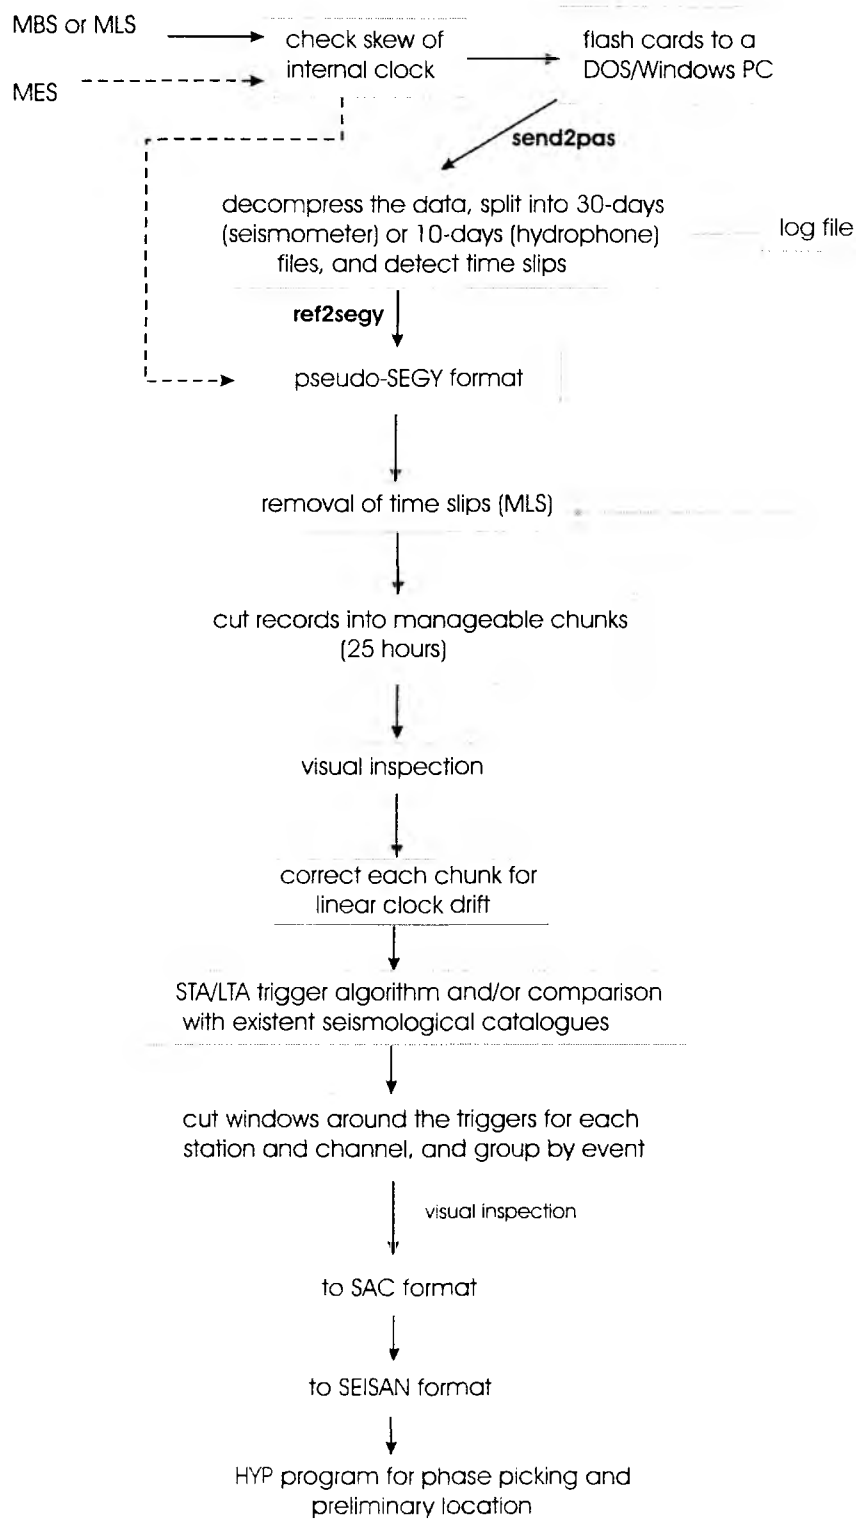 MBS or MLS
MES
check skew of
internal clock
flash cards to a
DOS/Windows PC
send2pas
decompress the data, split into 30-days
(seismometer) or 10-days (hydrophone)
files, and detect time slips
log file
ref2segy
pseudo-SEGY format
removal of time slips (MLS)
cut records into manageable chunks
(25 hours)
visual inspection
correct each chunk for
linear clock drift
STA/LTA trigger algorithm and/or comparison
with existent seismological catalogues
cut windows around the triggers for each
station and channel, and group by event
visual inspection
to SAC format
to SEISAN format
HYP program for phase picking and
preliminary location